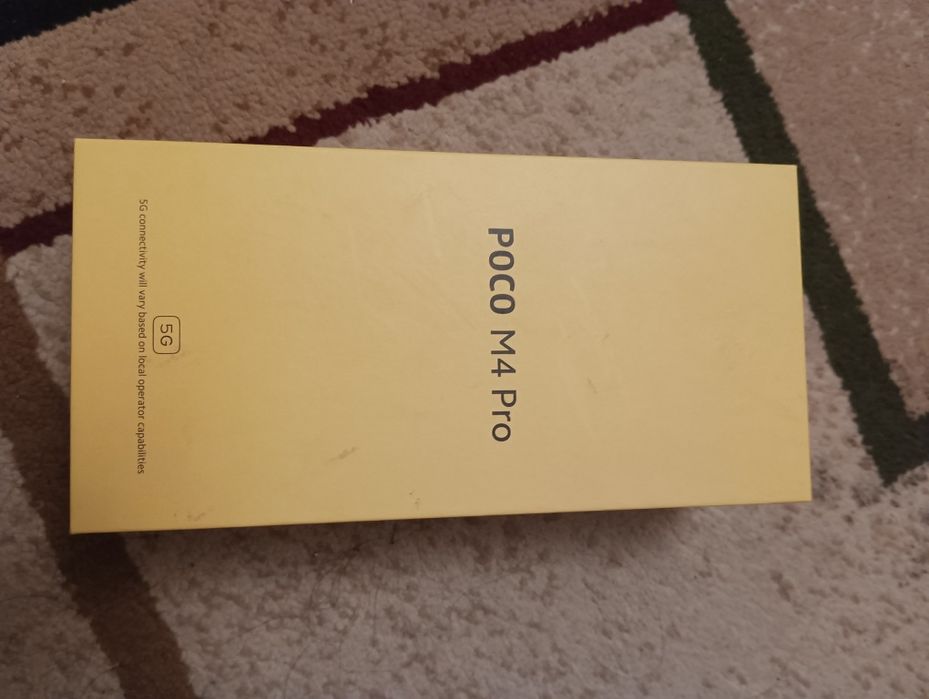 POCO M4 Pro
5G
5G connectivity will vary based on local operator capabilities